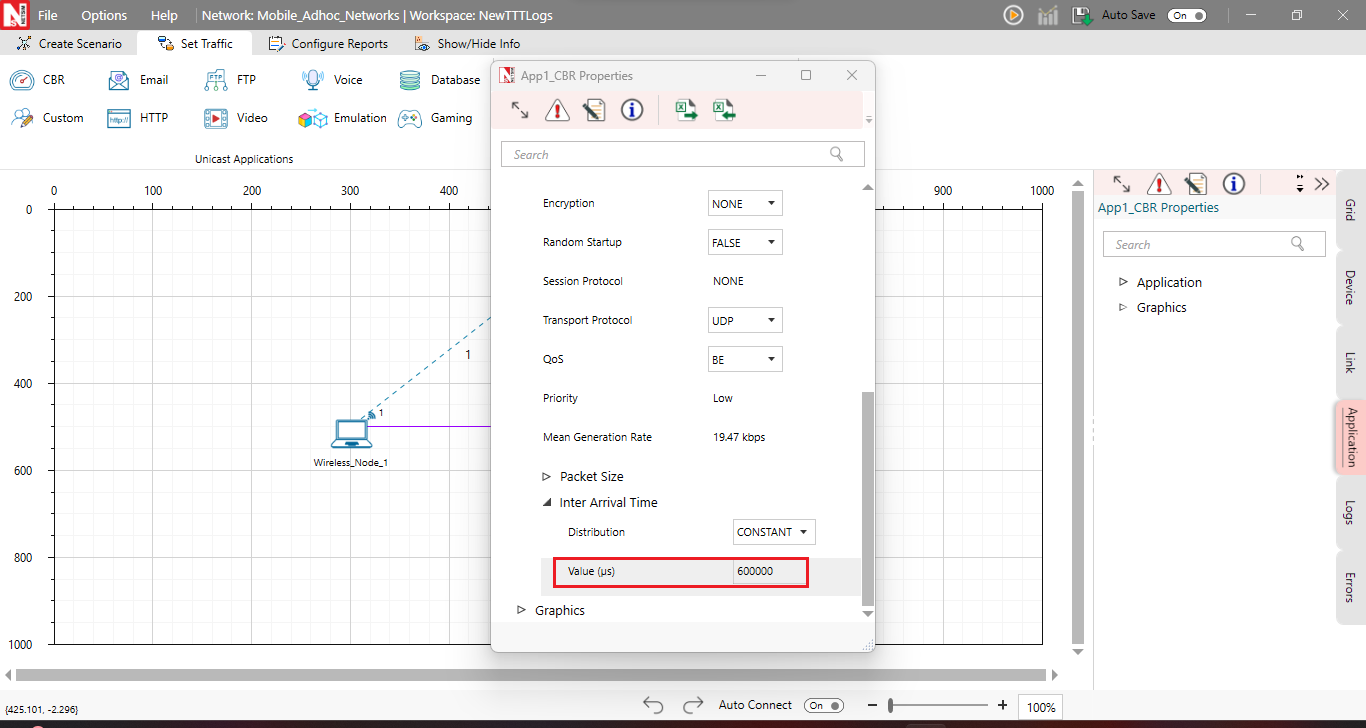 File Options Help Network: Mobile_Adhoc_Networks | Workspace: NewTTTLogs Auto Save On
Create Scenario Set Traffic Configure Reports Show/Hide Info
CBR Email FTP Voice Database
Custom HTTP Video Emulation Gaming
Unicast Applications
App1_CBR Properties
Search
Encryption NONE
Random Startup FALSE
Session Protocol NONE
Transport Protocol UDP
QoS BE
Priority Low
Mean Generation Rate 19.47 kbps
Packet Size
Inter Arrival Time
Distribution CONSTANT
Value (µs) 600000
Graphics
0 100 200 300 400 900 1000
0
200
400
600
800
1000
1
1
Wireless_Node_1
App1_CBR Properties
Search
Application
Graphics
Grid
Device
Link
Application
Logs
Errors
{425.101, -2.296} Auto Connect On 100%